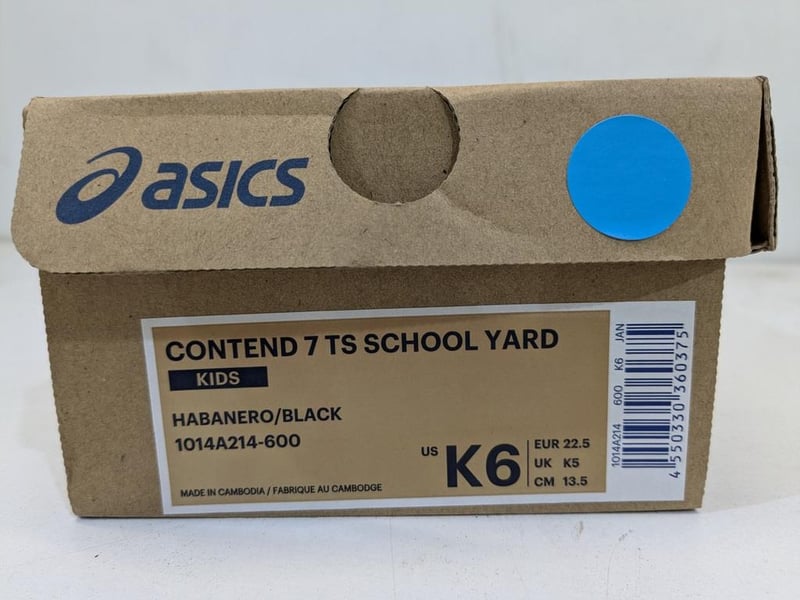 asics
CONTEND 7 TS SCHOOL YARD
KIDS
HABANERO/BLACK
1014A214-600
MADE IN CAMBODIA / FABRIQUE AU CAMBODGE
US K6
EUR 22.5
UK K5
CM 13.5
1014A214 600 K6 JAN
4 550330 360375